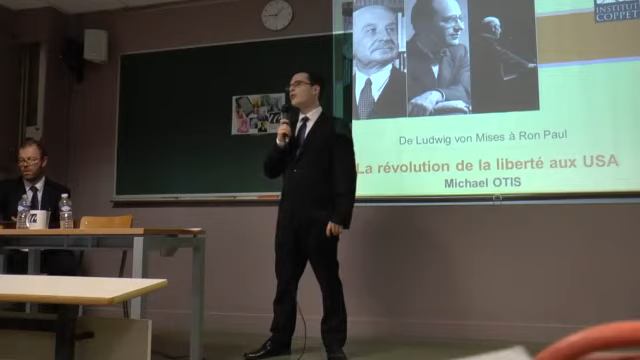 INSTITUT
COPPET
De Ludwig von Mises à Ron Paul
La révolution de la liberté aux USA
Michael OTIS